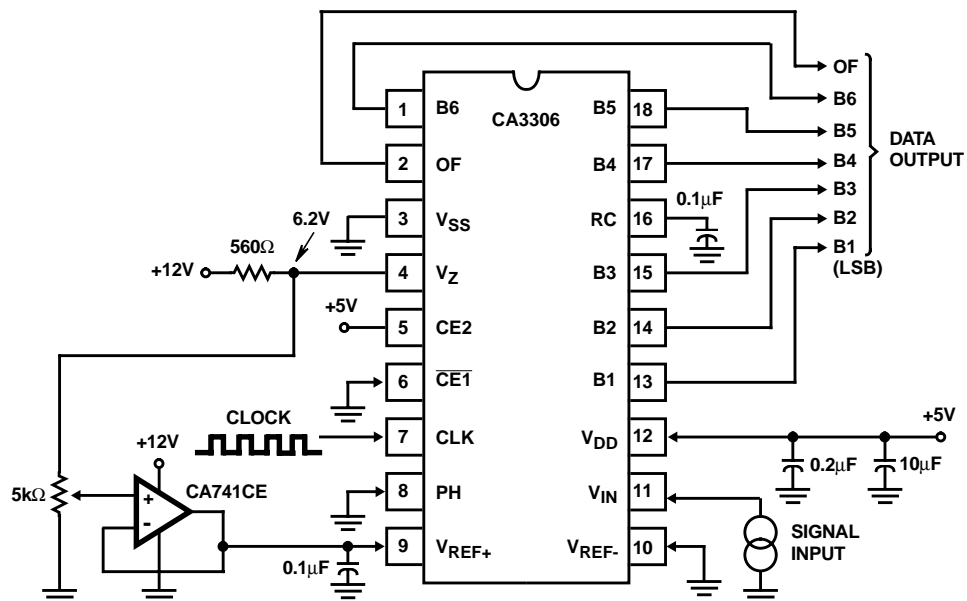 OF
B6
B5
B4
B3
B2
B1
(LSB)
DATA
OUTPUT
CA3306
1 B6
2 OF
3 VSS
4 VZ
5 CE2
6 CE1
7 CLK
8 PH
9 VREF+
B5 18
B4 17
RC 16
B3 15
B2 14
B1 13
VDD 12
VIN 11
VREF- 10
0.1µF
6.2V
560Ω
+12V
+5V
CLOCK
+12V
CA741CE
5kΩ
+
-
0.1µF
+5V
0.2µF
10µF
SIGNAL
INPUT